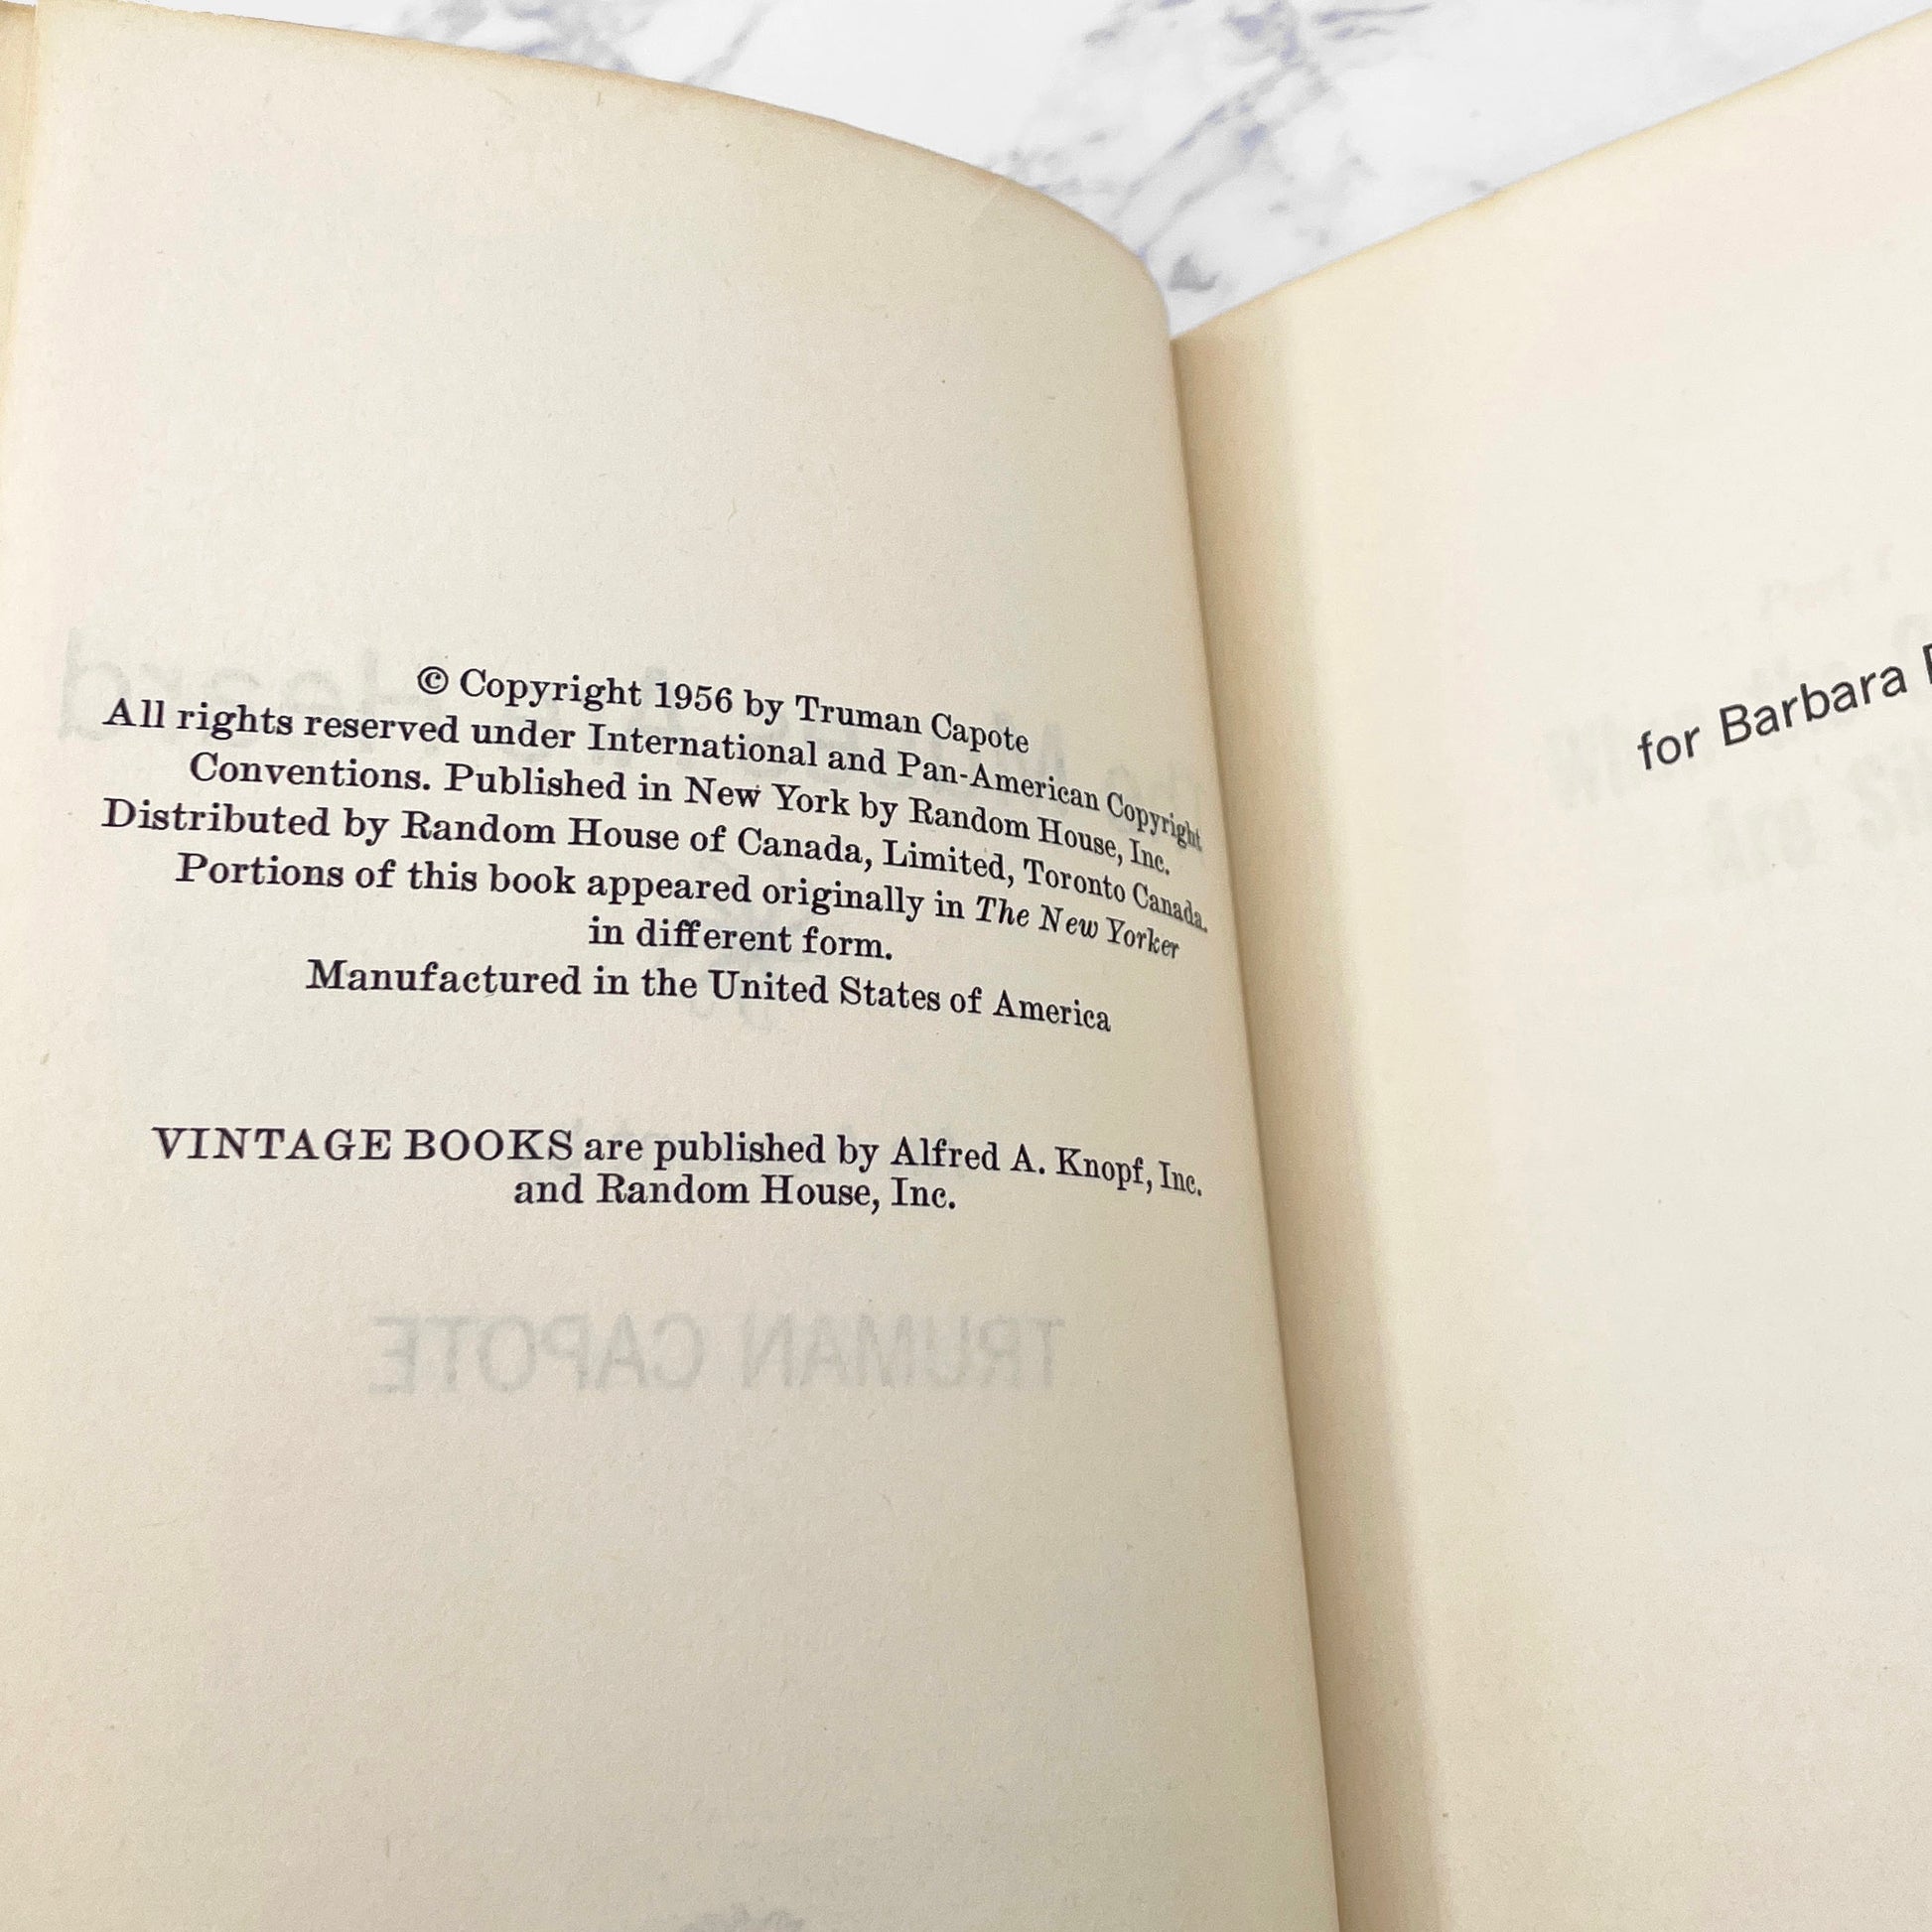 © Copyright 1956 by Truman Capote
All rights reserved under International and Pan-American Copyright
Conventions. Published in New York by Random House, Inc.
Distributed by Random House of Canada, Limited, Toronto Canada.
Portions of this book appeared originally in The New Yorker
in different form.
Manufactured in the United States of America
VINTAGE BOOKS are published by Alfred A. Knopf, Inc.
and Random House, Inc.
TRUMAN CAPOTE
for Barbara